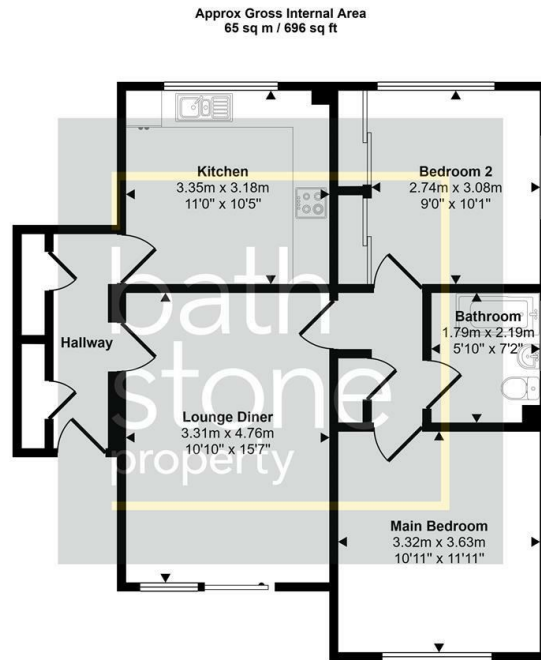 Approx Gross Internal Area
65 sq m / 696 sq ft
Kitchen
3.35m x 3.18m
11'0" x 10'5"
Bedroom 2
2.74m x 3.08m
9'0" x 10'1"
Hallway
Bathroom
1.79m x 2.19m
5'10" x 7'2"
Lounge Diner
3.31m x 4.76m
10'10" x 15'7"
Main Bedroom
3.32m x 3.63m
10'11" x 11'11"
bath
stone
property